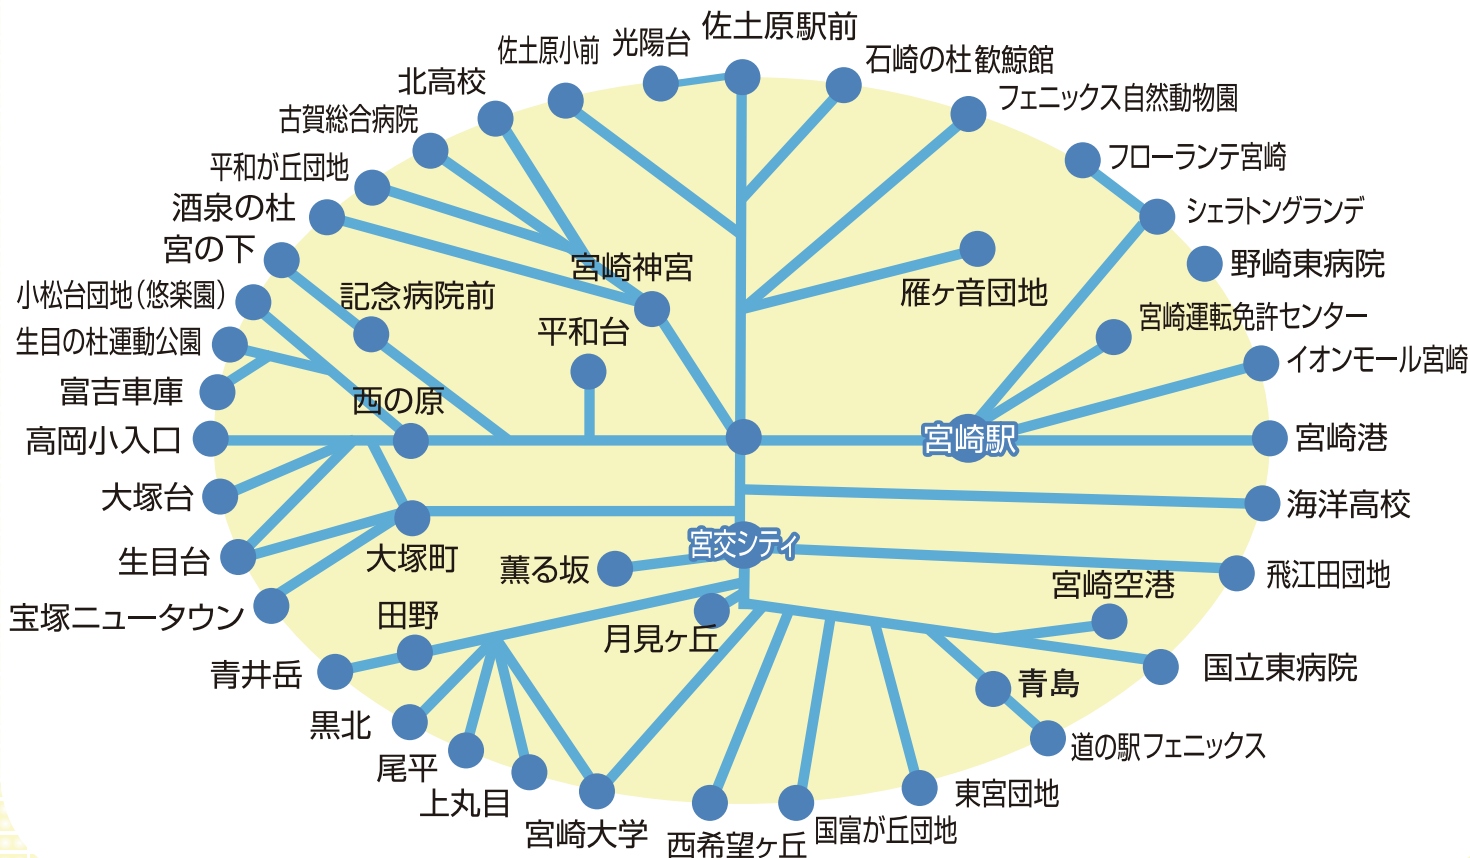 佐土原駅前
光陽台
佐土原小前
石崎の杜歓鯨館
北高校
フェニックス自然動物園
古賀総合病院
フローランテ宮崎
平和が丘団地
酒泉の杜
シェラトングランデ
宮の下
宮崎神宮
野崎東病院
小松台団地(悠楽園)
記念病院前
雁ヶ音団地
平和台
宮崎運転免許センター
生目の杜運動公園
イオンモール宮崎
富吉車庫
西の原
高岡小入口
宮崎駅
宮崎港
大塚台
海洋高校
宮交シティ
生目台
大塚町
薫る坂
飛江田団地
宮崎空港
宝塚ニュータウン
田野
月見ヶ丘
青井岳
国立東病院
青島
黒北
道の駅フェニックス
尾平
上丸目
東宮団地
宮崎大学
西希望ヶ丘
国富が丘団地